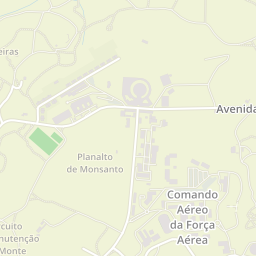 eiras
Avenida
Planalto
de Monsanto
Comando
Aéreo
da Força
Aérea
rcuito
nutenção
Monte